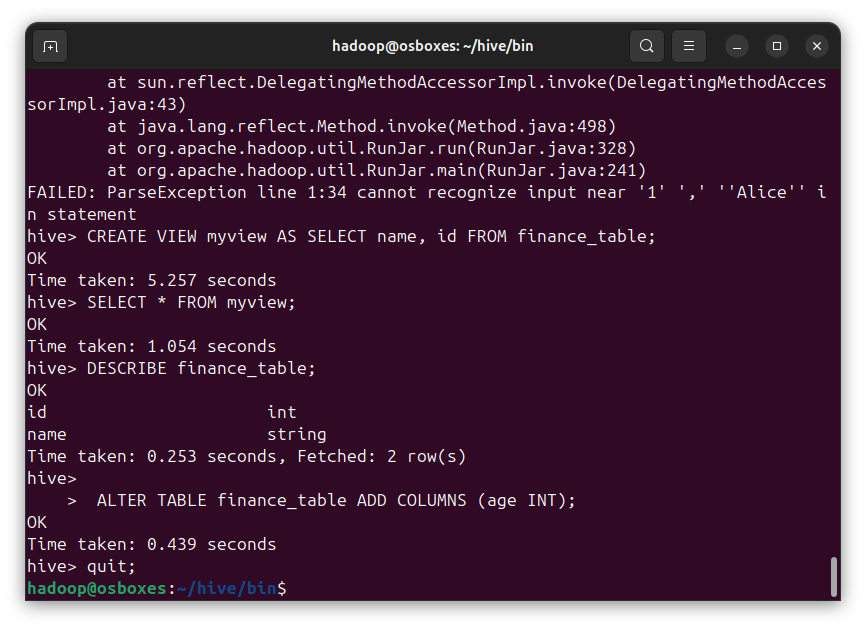 hadoop@osboxes: ~/hive/bin
        at sun.reflect.DelegatingMethodAccessorImpl.invoke(DelegatingMethodAcces
sorImpl.java:43)
        at java.lang.reflect.Method.invoke(Method.java:498)
        at org.apache.hadoop.util.RunJar.run(RunJar.java:328)
        at org.apache.hadoop.util.RunJar.main(RunJar.java:241)
FAILED: ParseException line 1:34 cannot recognize input near '1' ',' ''Alice'' i
n statement
hive> CREATE VIEW myview AS SELECT name, id FROM finance_table;
OK
Time taken: 5.257 seconds
hive> SELECT * FROM myview;
OK
Time taken: 1.054 seconds
hive> DESCRIBE finance_table;
OK
id                      int
name                    string
Time taken: 0.253 seconds, Fetched: 2 row(s)
hive>
    >  ALTER TABLE finance_table ADD COLUMNS (age INT);
OK
Time taken: 0.439 seconds
hive> quit;
hadoop@osboxes:~/hive/bin$